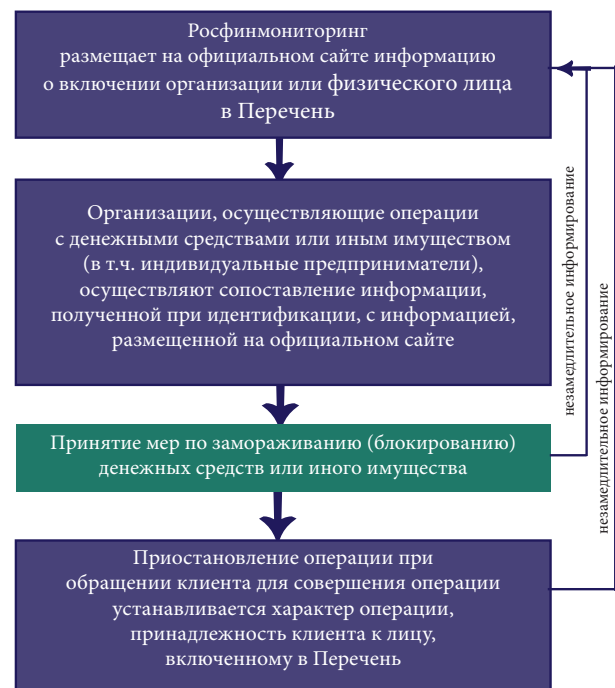 Росфинмониторинг
размещает на официальном сайте информацию
о включении организации или физического лица
в Перечень
Организации, осуществляющие операции
с денежными средствами или иным имуществом
(в т.ч. индивидуальные предприниматели),
осуществляют сопоставление информации,
полученной при идентификации, с информацией,
размещенной на официальном сайте
Принятие мер по замораживанию (блокированию)
денежных средств или иного имущества
Приостановление операции при
обращении клиента для совершения операции
устанавливается характер операции,
принадлежность клиента к лицу,
включенному в Перечень
незамедлительное информирование
незамедлительное информирование